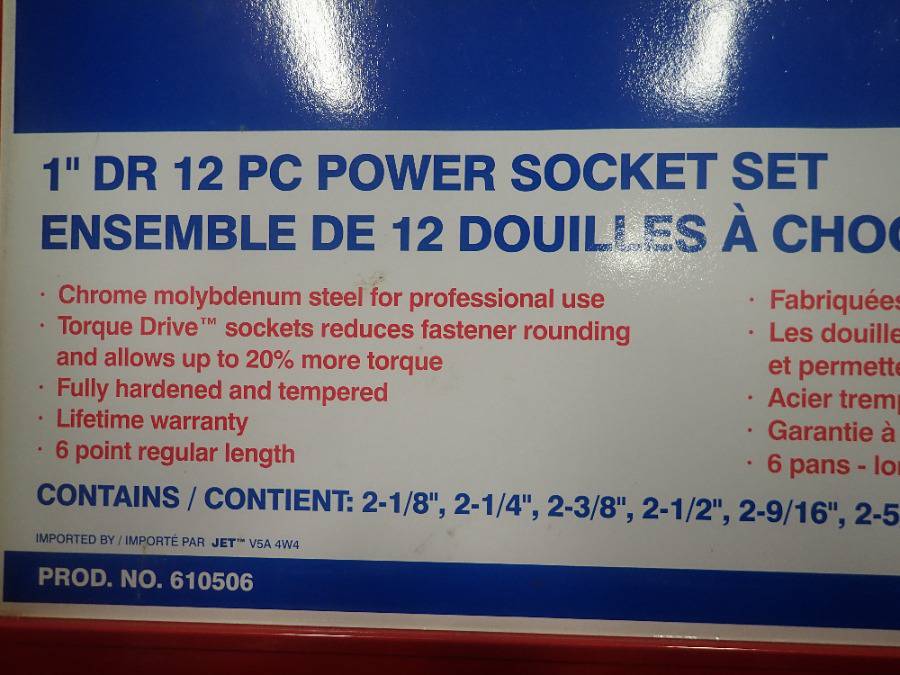 1" DR 12 PC POWER SOCKET SET
ENSEMBLE DE 12 DOUILLES À CHOC
· Chrome molybdenum steel for professional use
· Torque Drive™ sockets reduces fastener rounding
and allows up to 20% more torque
· Fully hardened and tempered
· Lifetime warranty
· 6 point regular length
· Fabriquées
· Les douille
et permette
· Acier tremp
· Garantie à
· 6 pans - lo
CONTAINS / CONTIENT: 2-1/8", 2-1/4", 2-3/8", 2-1/2", 2-9/16", 2-5
IMPORTED BY / IMPORTÉ PAR JET™ V5A 4W4
PROD. NO. 610506